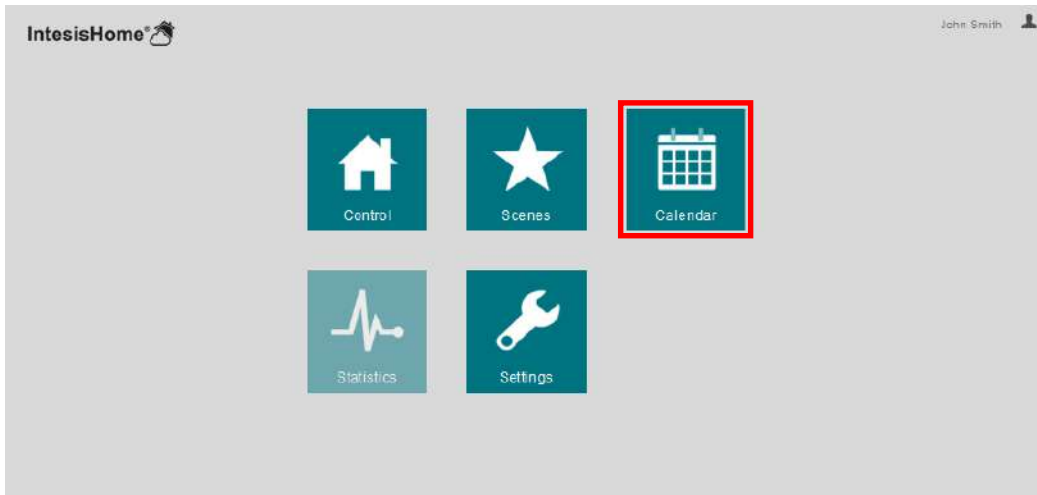 IntesisHome®
John Smith
Control
Scenes
Calendar
Statistics
Settings